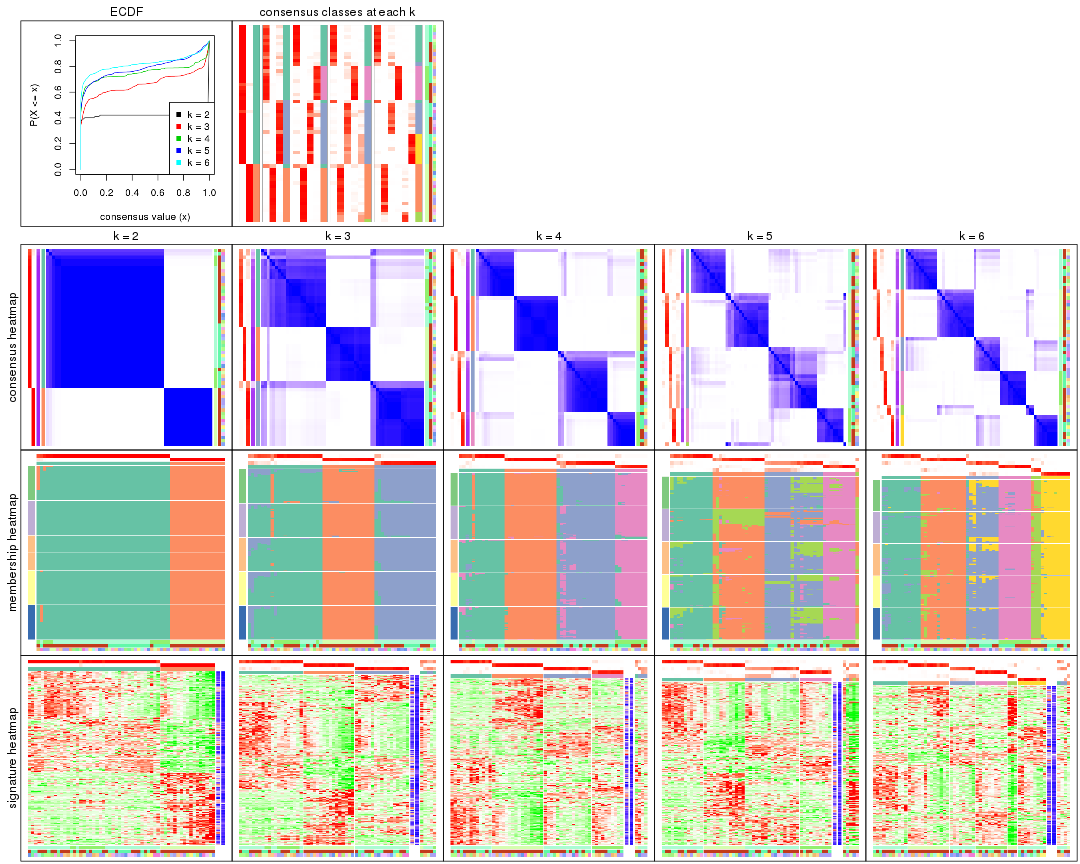 ECDF
consensus classes at each k
P(X <= x)
0.0 0.2 0.4 0.6 0.8 1.0
k = 2
k = 3
k = 4
k = 5
k = 6
0.0 0.2 0.4 0.6 0.8 1.0
consensus value (x)
k = 2
k = 3
k = 4
k = 5
k = 6
consensus heatmap
membership heatmap
signature heatmap